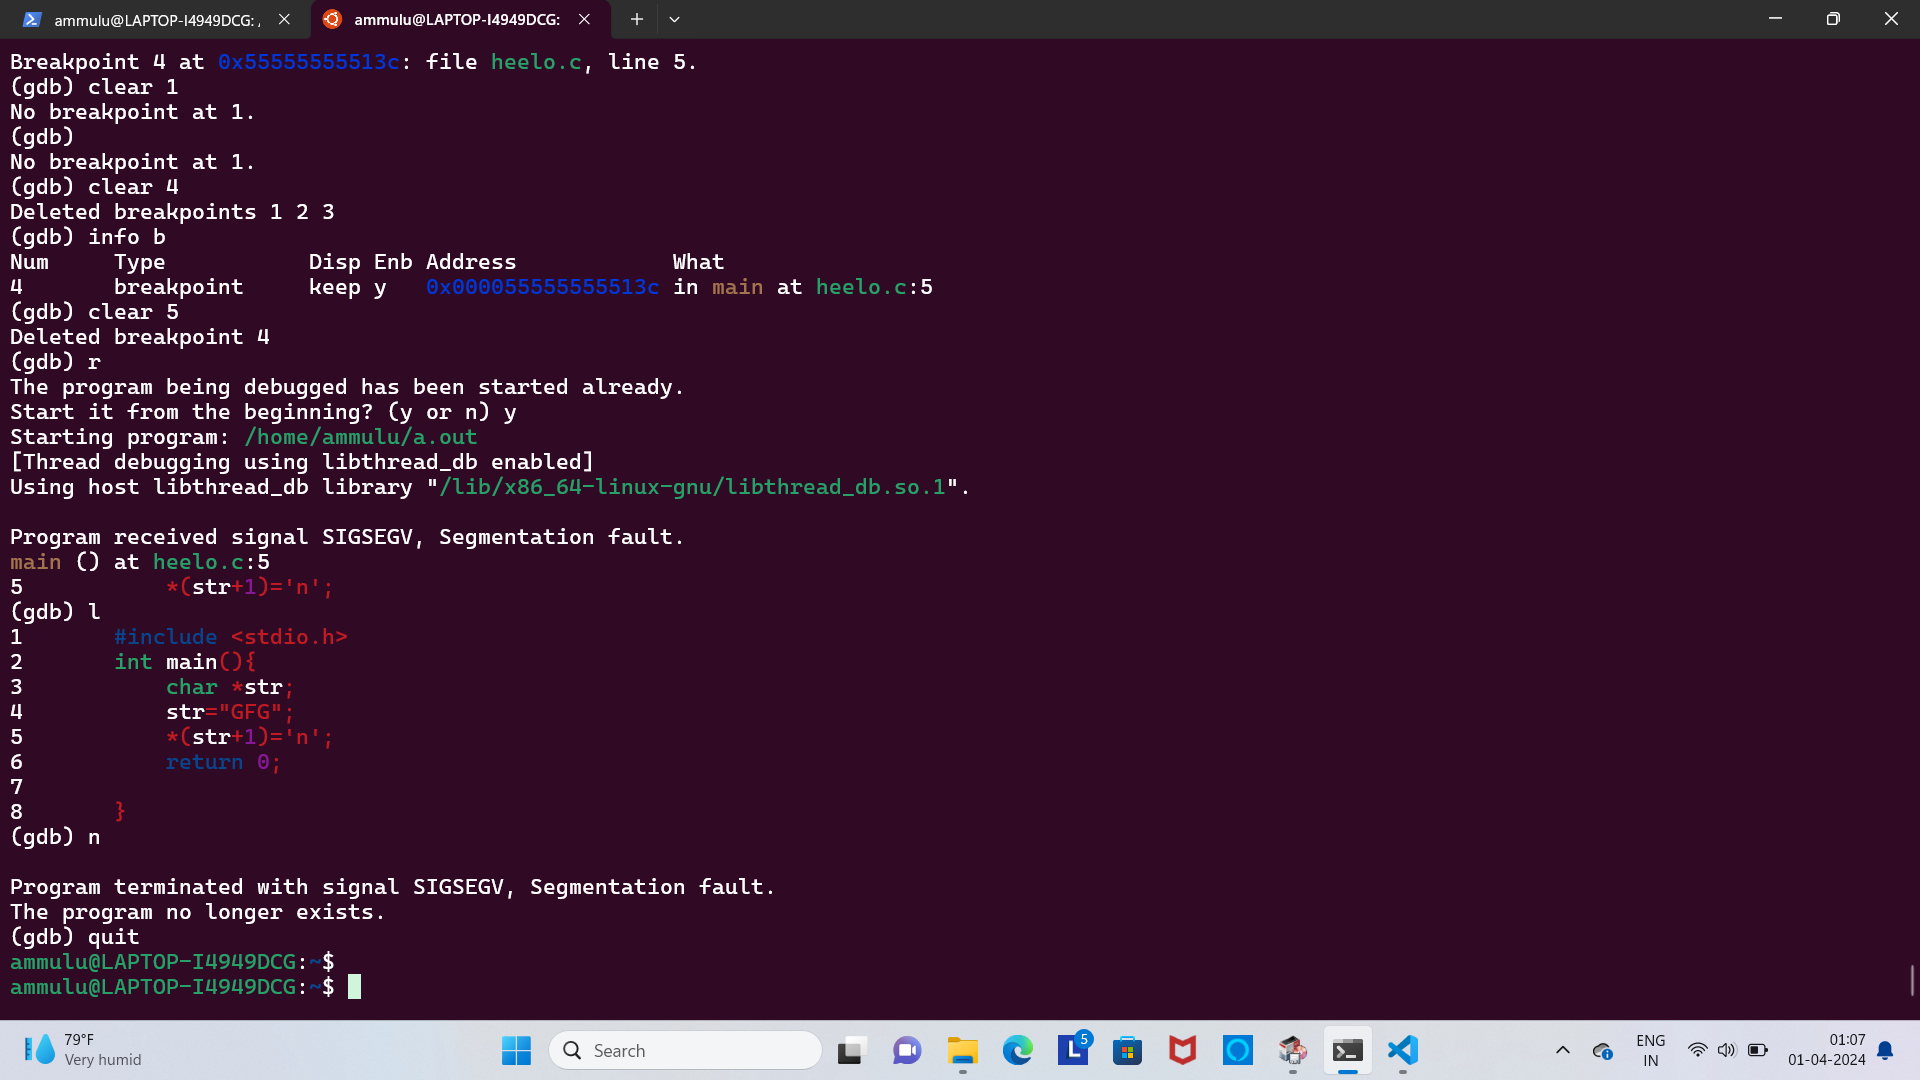 ammulu@LAPTOP-I4949DCG: ,
ammulu@LAPTOP-I4949DCG:
Breakpoint 4 at 0x55555555513c: file heelo.c, line 5.
(gdb) clear 1
No breakpoint at 1.
(gdb)
No breakpoint at 1.
(gdb) clear 4
Deleted breakpoints 1 2 3
(gdb) info b
Num     Type           Disp Enb Address            What
4       breakpoint     keep y   0x000055555555513c in main at heelo.c:5
(gdb) clear 5
Deleted breakpoint 4
(gdb) r
The program being debugged has been started already.
Start it from the beginning? (y or n) y
Starting program: /home/ammulu/a.out
[Thread debugging using libthread_db enabled]
Using host libthread_db library "/lib/x86_64-linux-gnu/libthread_db.so.1".
Program received signal SIGSEGV, Segmentation fault.
main () at heelo.c:5
5           *(str+1)='n';
(gdb) l
1       #include <stdio.h>
2       int main(){
3           char *str;
4           str="GFG";
5           *(str+1)='n';
6           return 0;
7
8       }
(gdb) n
Program terminated with signal SIGSEGV, Segmentation fault.
The program no longer exists.
(gdb) quit
ammulu@LAPTOP-I4949DCG:~$
ammulu@LAPTOP-I4949DCG:~$
79°F
Very humid
Search
L
5
ENG
IN
01:07
01-04-2024